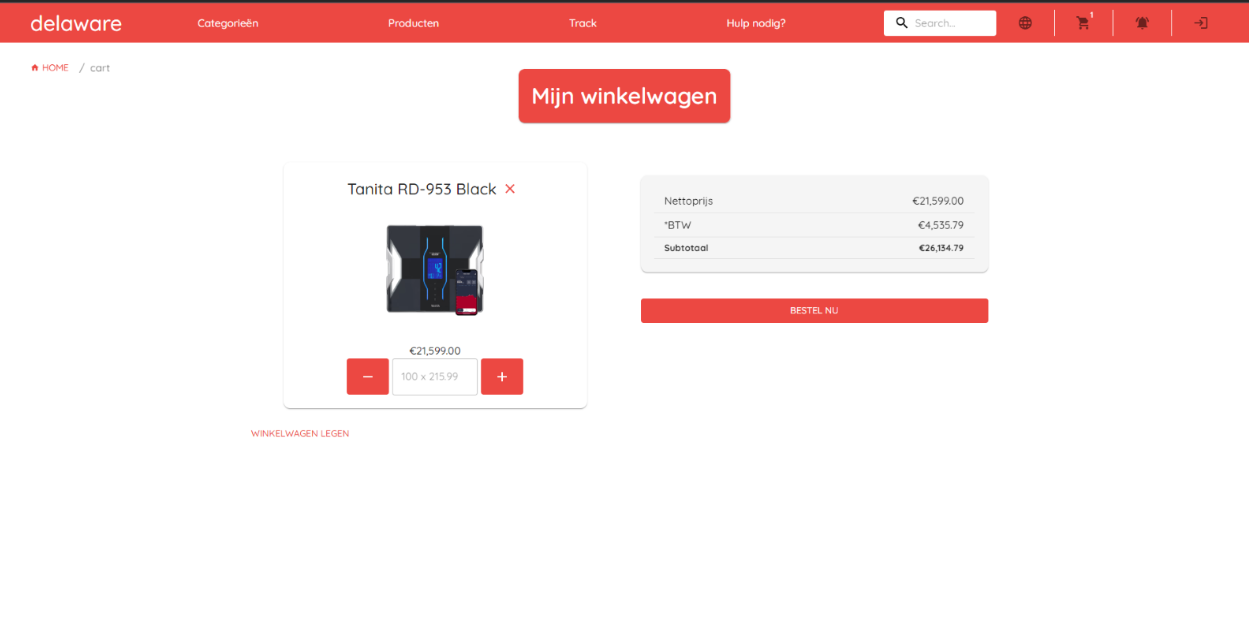 delaware
Categorieën
Producten
Track
Hulp nodig?
Search...
1
HOME / cart
Mijn winkelwagen
Tanita RD-953 Black
€21,599.00
100 x 215.99
WINKELWAGEN LEGEN
Nettoprijs €21,599.00
*BTW €4,535.79
Subtotaal €26,134.79
BESTEL NU